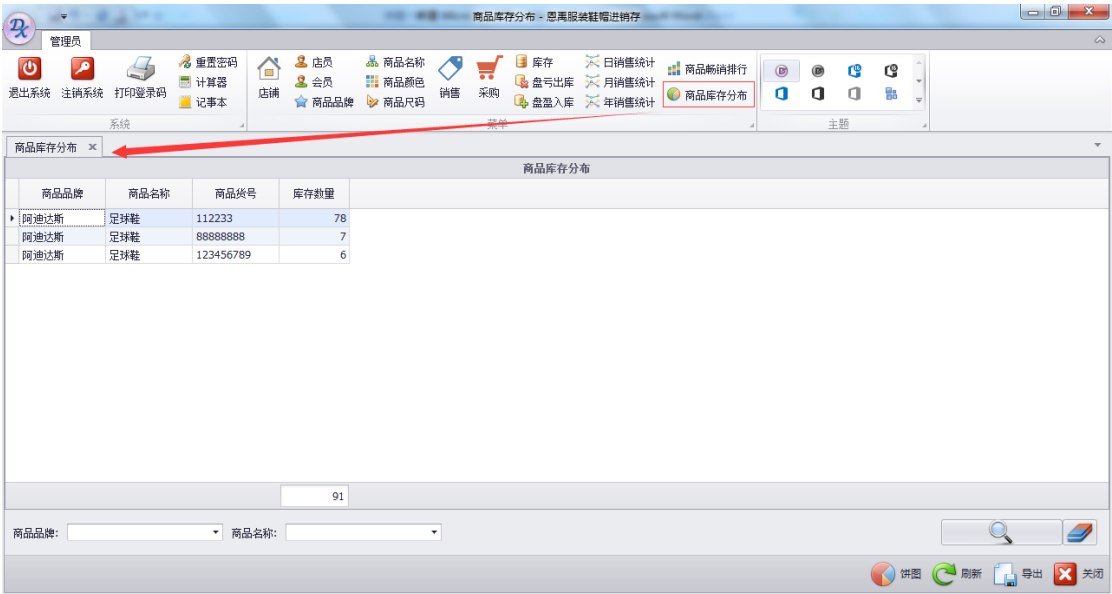 商品库存分布 - 恩禹服装鞋帽进销存
管理员
退出系统 注销系统 打印登录码 重置密码 计算器 记事本
店铺 店员 会员 商品品牌 商品名称 商品颜色 商品尺码
销售 采购 库存 盘亏出库 盘盈入库
日销售统计 月销售统计 年销售统计 商品畅销排行 商品库存分布
系统 菜单 主题
商品库存分布
商品库存分布
商品品牌 商品名称 商品货号 库存数量
阿迪达斯 足球鞋 112233 78
阿迪达斯 足球鞋 88888888 7
阿迪达斯 足球鞋 123456789 6
91
商品品牌: 商品名称:
饼图 刷新 导出 关闭